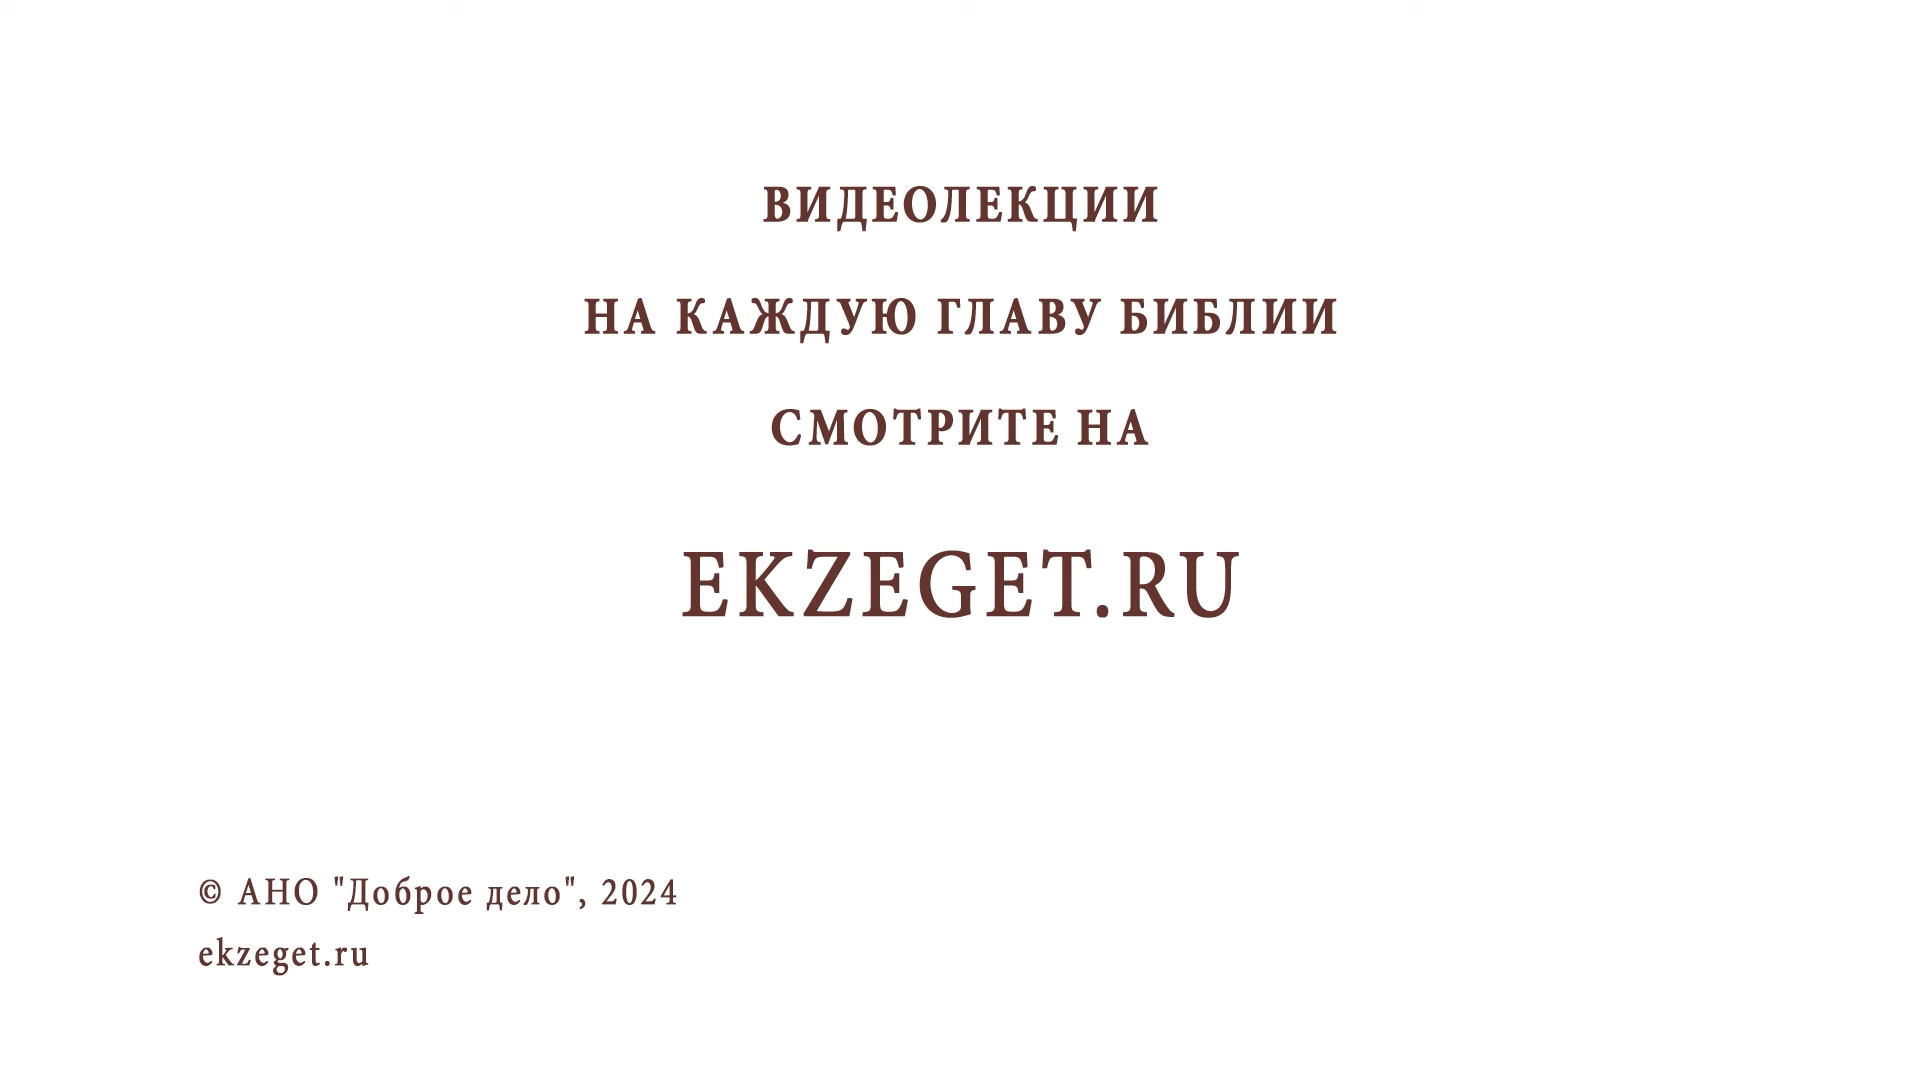 ВИДЕОЛЕКЦИИ
НА КАЖДУЮ ГЛАВУ БИБЛИИ
СМОТРИТЕ НА
EKZEGET.RU
© АНО "Доброе дело", 2024
ekzeget.ru